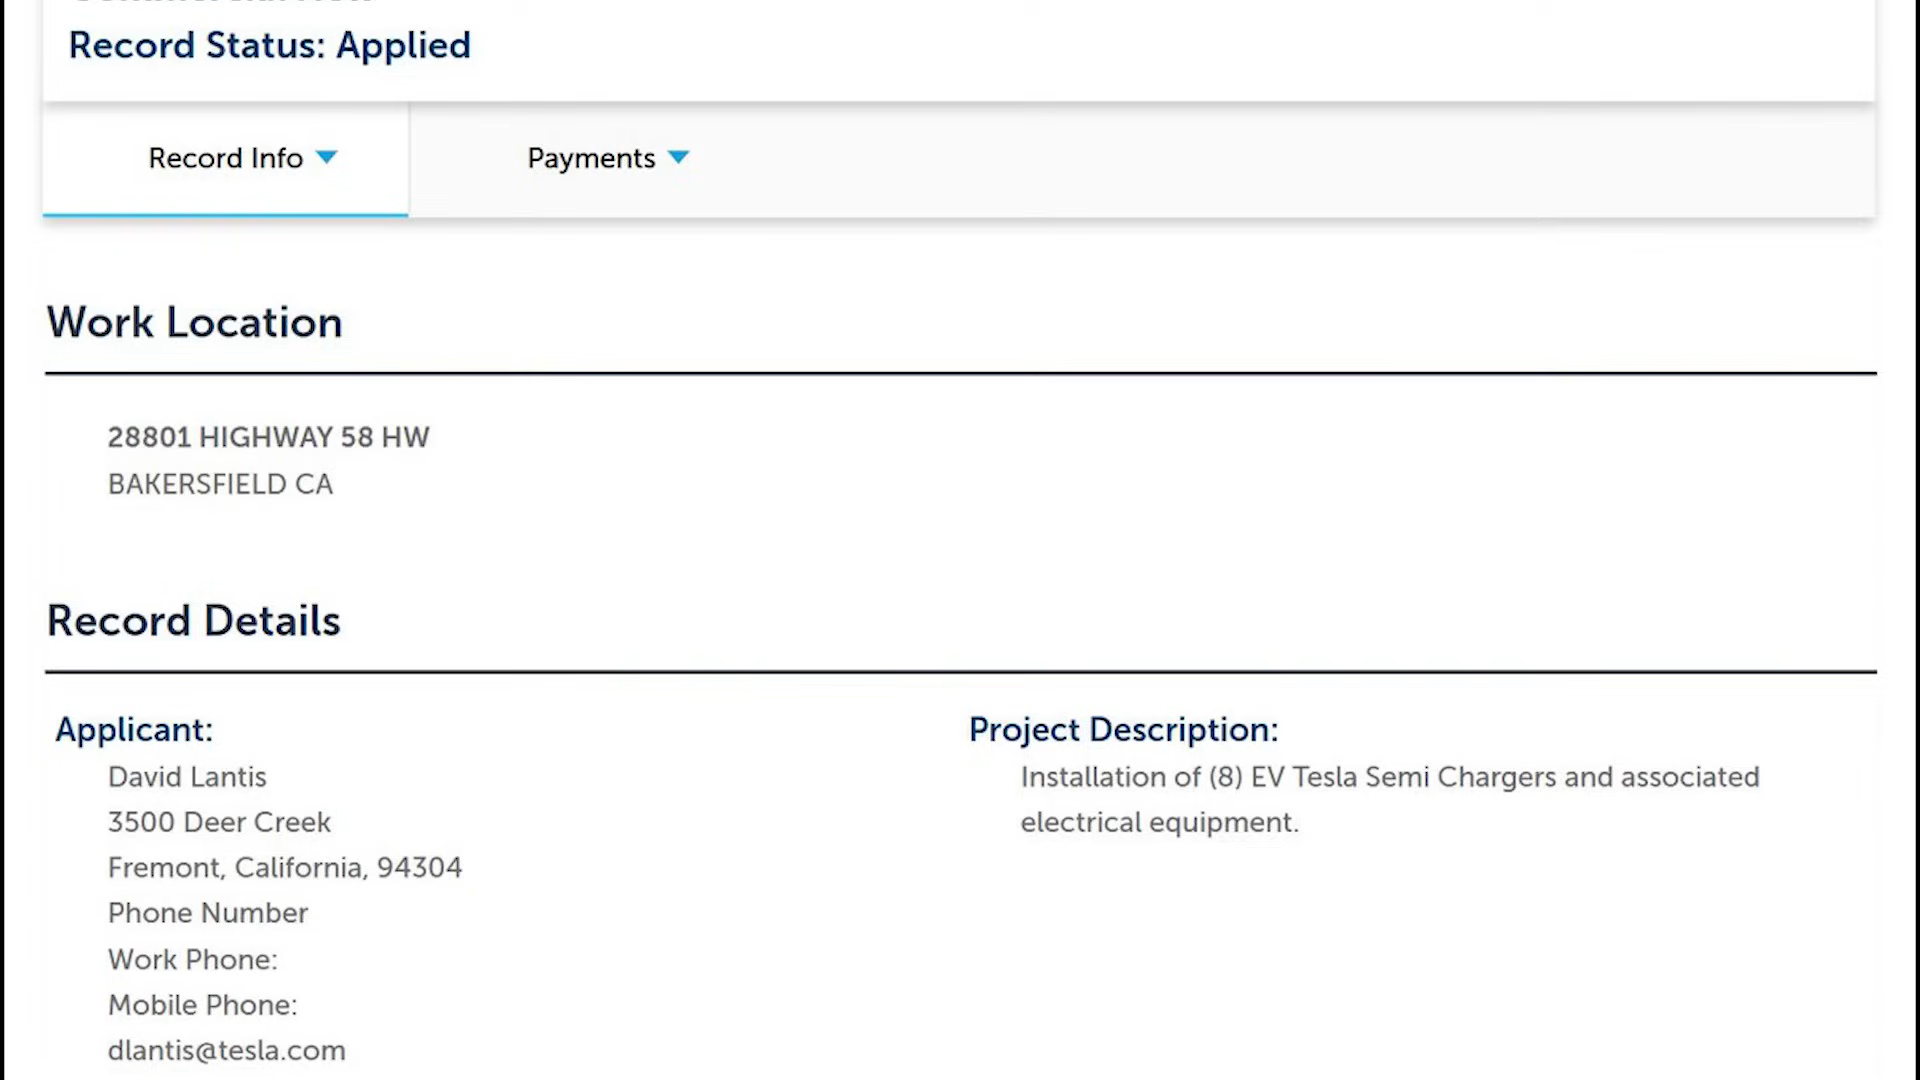 Record Status: Applied
Record Info
Payments
Work Location
28801 HIGHWAY 58 HW
BAKERSFIELD CA
Record Details
Applicant:
David Lantis
3500 Deer Creek
Fremont, California, 94304
Phone Number
Work Phone:
Mobile Phone:
dlantis@tesla.com
Project Description:
Installation of (8) EV Tesla Semi Chargers and associated
electrical equipment.